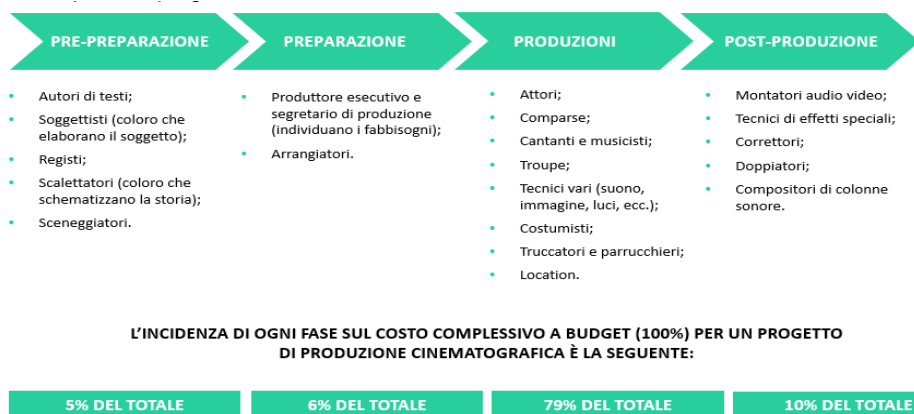 PRE-PREPARAZIONE
PREPARAZIONE
PRODUZIONI
POST-PRODUZIONE
Autori di testi;
Soggettisti (coloro che
elaborano il soggetto);
Registi;
Scalettatori (coloro che
schematizzano la storia);
Sceneggiatori.
Produttore esecutivo e
segretario di produzione
(individuano i fabbisogni);
Arrangiatori.
Attori;
Comparse;
Cantanti e musicisti;
Troupe;
Tecnici vari (suono,
immagine, luci, ecc.);
Costumisti;
Truccatori e parrucchieri;
Location.
Montatori audio video;
Tecnici di effetti speciali;
Correttori;
Doppiatori;
Compositori di colonne
sonore.
L'INCIDENZA DI OGNI FASE SUL COSTO COMPLESSIVO A BUDGET (100%) PER UN PROGETTO
DI PRODUZIONE CINEMATOGRAFICA È LA SEGUENTE:
5% DEL TOTALE
6% DEL TOTALE
79% DEL TOTALE
10% DEL TOTALE